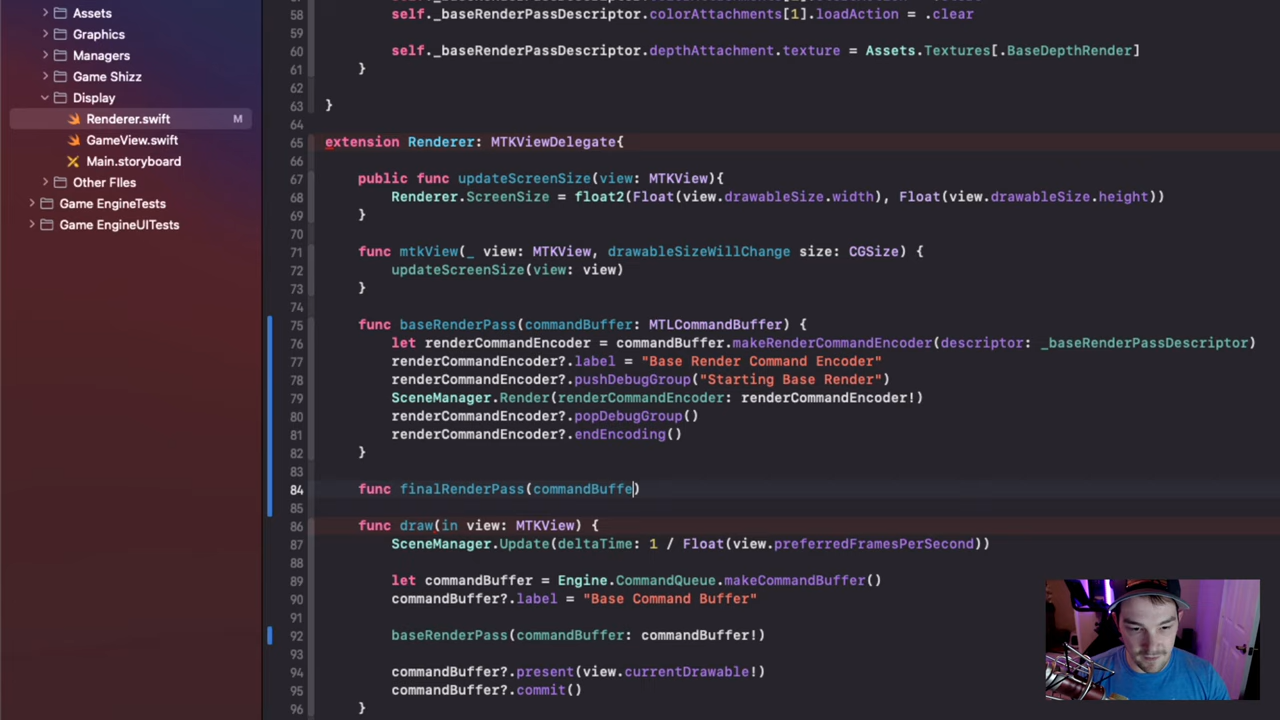 Assets
Graphics
Managers
Game Shizz
Display
Renderer.swift M
GameView.swift
Main.storyboard
Other FIles
Game EngineTests
Game EngineUITests
58 self._baseRenderPassDescriptor.colorAttachments[1].loadAction = .clear
59
60 self._baseRenderPassDescriptor.depthAttachment.texture = Assets.Textures[.BaseDepthRender]
61 }
62
63 }
64
65 extension Renderer: MTKViewDelegate{
66
67 public func updateScreenSize(view: MTKView){
68 Renderer.ScreenSize = float2(Float(view.drawableSize.width), Float(view.drawableSize.height))
69 }
70
71 func mtkView(_ view: MTKView, drawableSizeWillChange size: CGSize) {
72 updateScreenSize(view: view)
73 }
74
75 func baseRenderPass(commandBuffer: MTLCommandBuffer) {
76 let renderCommandEncoder = commandBuffer.makeRenderCommandEncoder(descriptor: _baseRenderPassDescriptor)
77 renderCommandEncoder?.label = "Base Render Command Encoder"
78 renderCommandEncoder?.pushDebugGroup("Starting Base Render")
79 SceneManager.Render(renderCommandEncoder: renderCommandEncoder!)
80 renderCommandEncoder?.popDebugGroup()
81 renderCommandEncoder?.endEncoding()
82 }
83
84 func finalRenderPass(commandBuffe)
85
86 func draw(in view: MTKView) {
87 SceneManager.Update(deltaTime: 1 / Float(view.preferredFramesPerSecond))
88
89 let commandBuffer = Engine.CommandQueue.makeCommandBuffer()
90 commandBuffer?.label = "Base Command Buffer"
91
92 baseRenderPass(commandBuffer: commandBuffer!)
93
94 commandBuffer?.present(view.currentDrawable!)
95 commandBuffer?.commit()
96 }